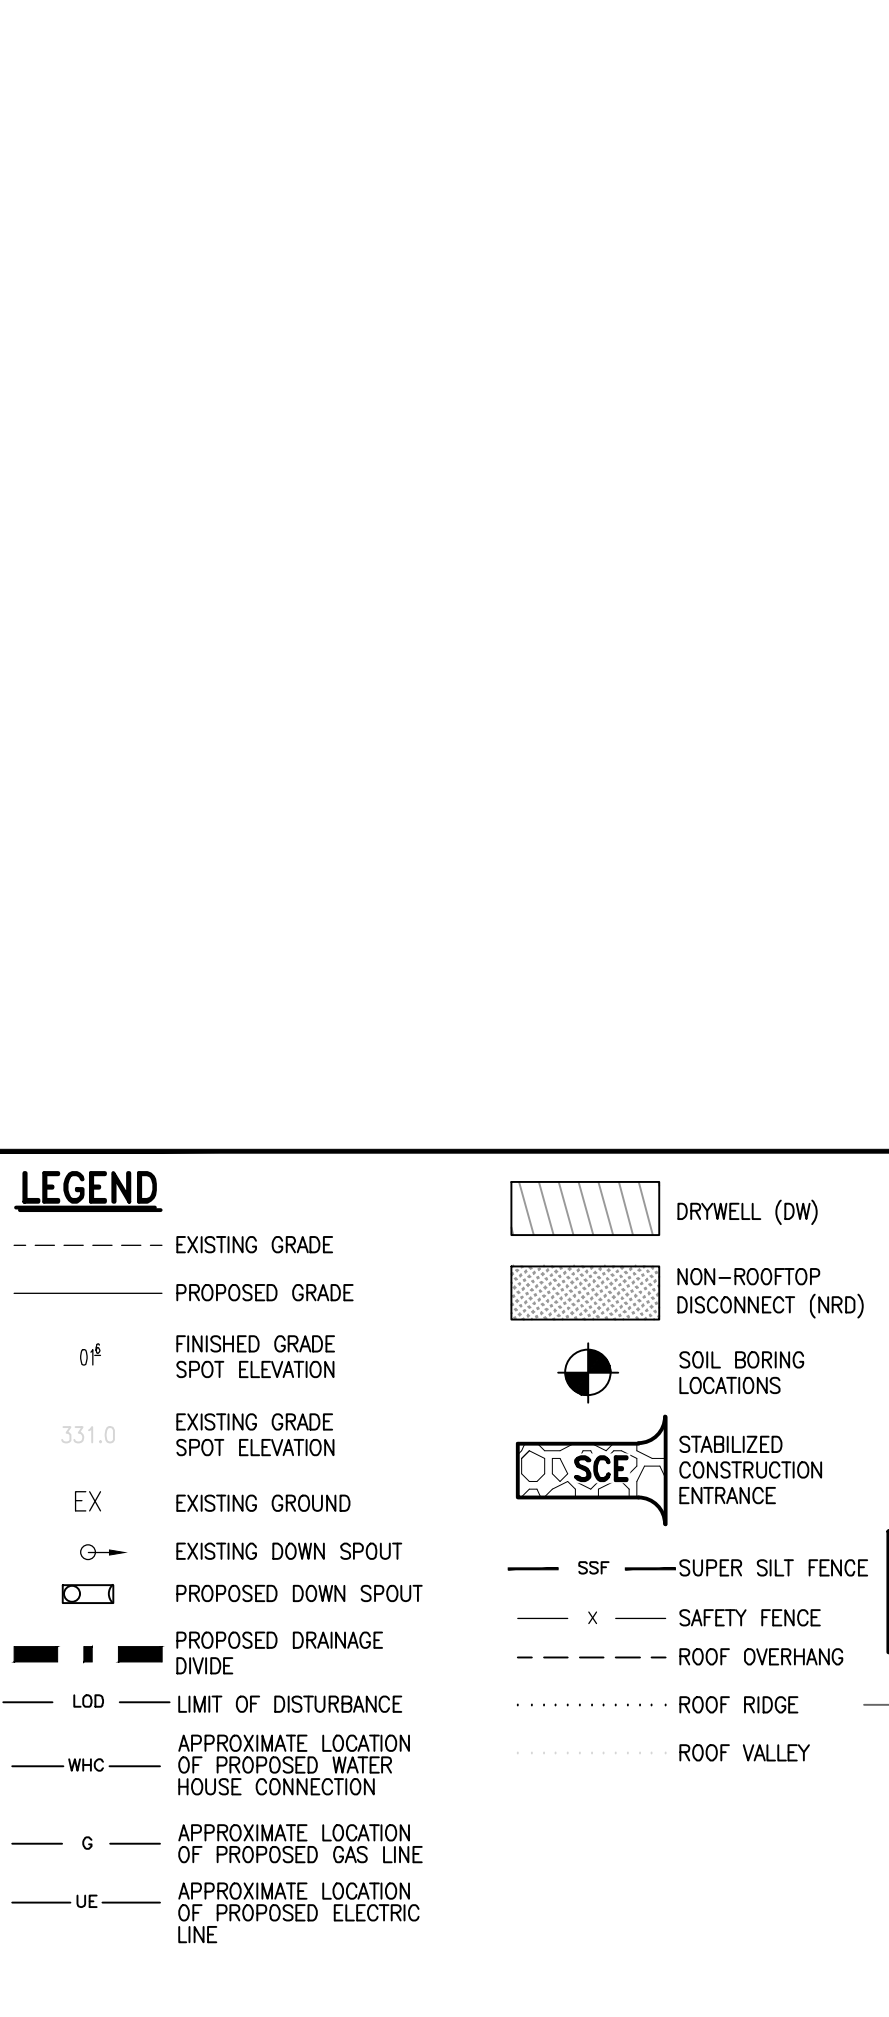 LEGEND
EXISTING GRADE
PROPOSED GRADE
016
FINISHED GRADE
SPOT ELEVATION
331.0
EXISTING GRADE
SPOT ELEVATION
EX
EXISTING GROUND
EXISTING DOWN SPOUT
PROPOSED DOWN SPOUT
PROPOSED DRAINAGE
DIVIDE
LOD
LIMIT OF DISTURBANCE
WHC
APPROXIMATE LOCATION
OF PROPOSED WATER
HOUSE CONNECTION
G
APPROXIMATE LOCATION
OF PROPOSED GAS LINE
UE
APPROXIMATE LOCATION
OF PROPOSED ELECTRIC
LINE
DRYWELL (DW)
NON-ROOFTOP
DISCONNECT (NRD)
SOIL BORING
LOCATIONS
SCE
STABILIZED
CONSTRUCTION
ENTRANCE
SSF
SUPER SILT FENCE
X
SAFETY FENCE
ROOF OVERHANG
ROOF RIDGE
ROOF VALLEY